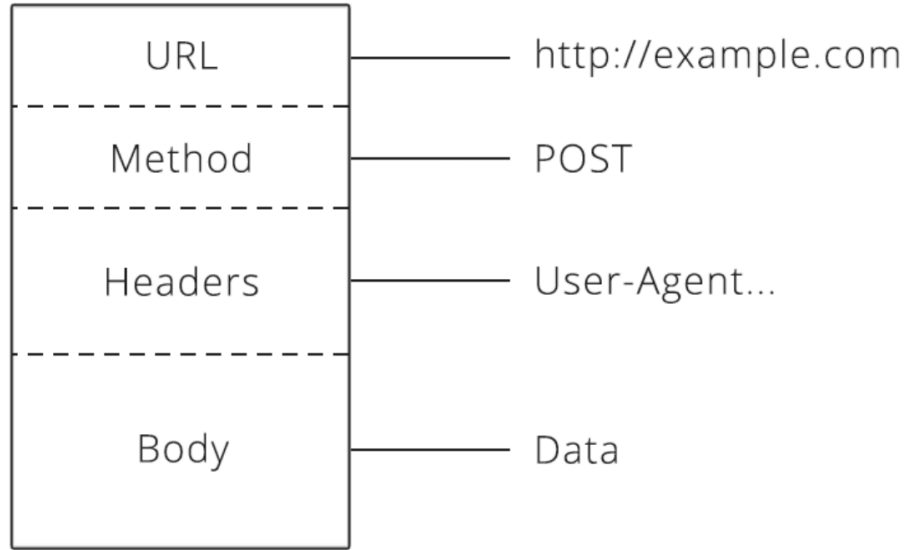 URL
http://example.com
Method
POST
Headers
User-Agent...
Body
Data